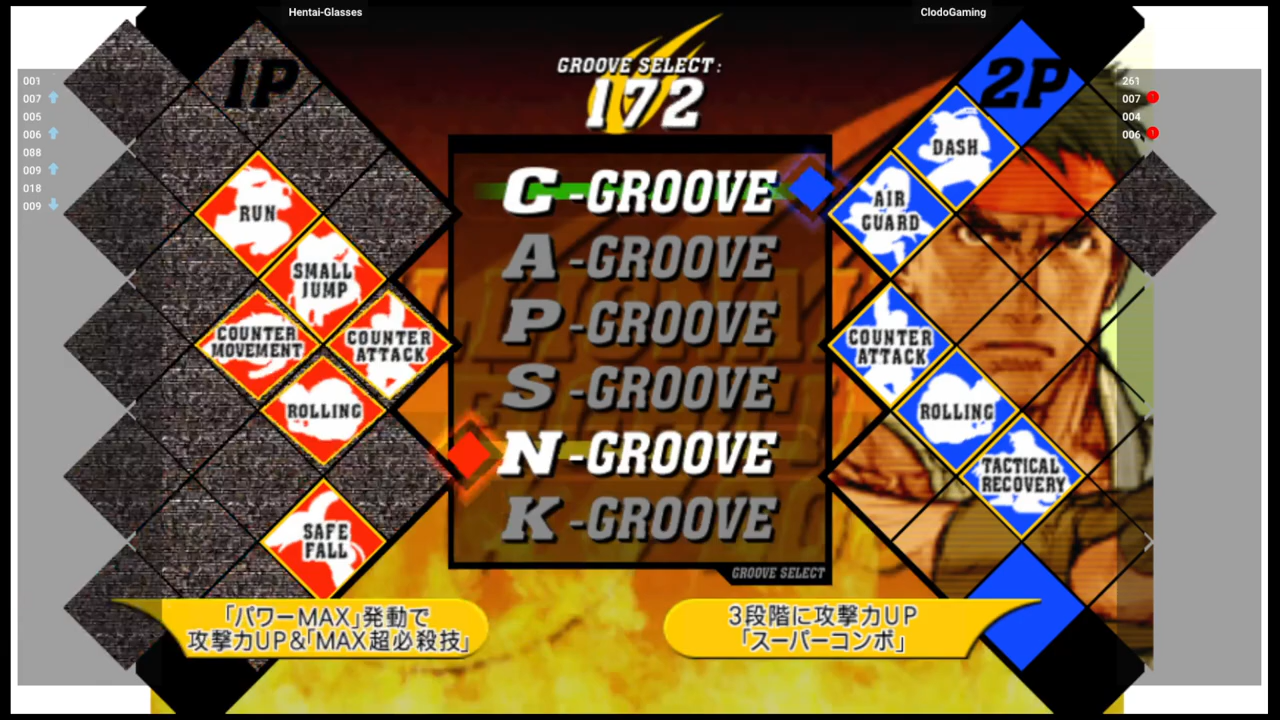 Hentai-Glasses
ClodoGaming
1P
GROOVE SELECT:
172
2P
001
007
005
006
088
009
018
009
261
007
004
006
RUN
SMALL
JUMP
COUNTER
MOVEMENT
COUNTER
ATTACK
ROLLING
SAFE
FALL
C-GROOVE
A-GROOVE
P-GROOVE
S-GROOVE
N-GROOVE
K-GROOVE
GROOVE SELECT
DASH
AIR
GUARD
COUNTER
ATTACK
ROLLING
TACTICAL
RECOVERY
「パワーMAX」発動で
攻撃力UP&「MAX超必殺技」
3段階に攻撃力UP
「スーパーコンボ」